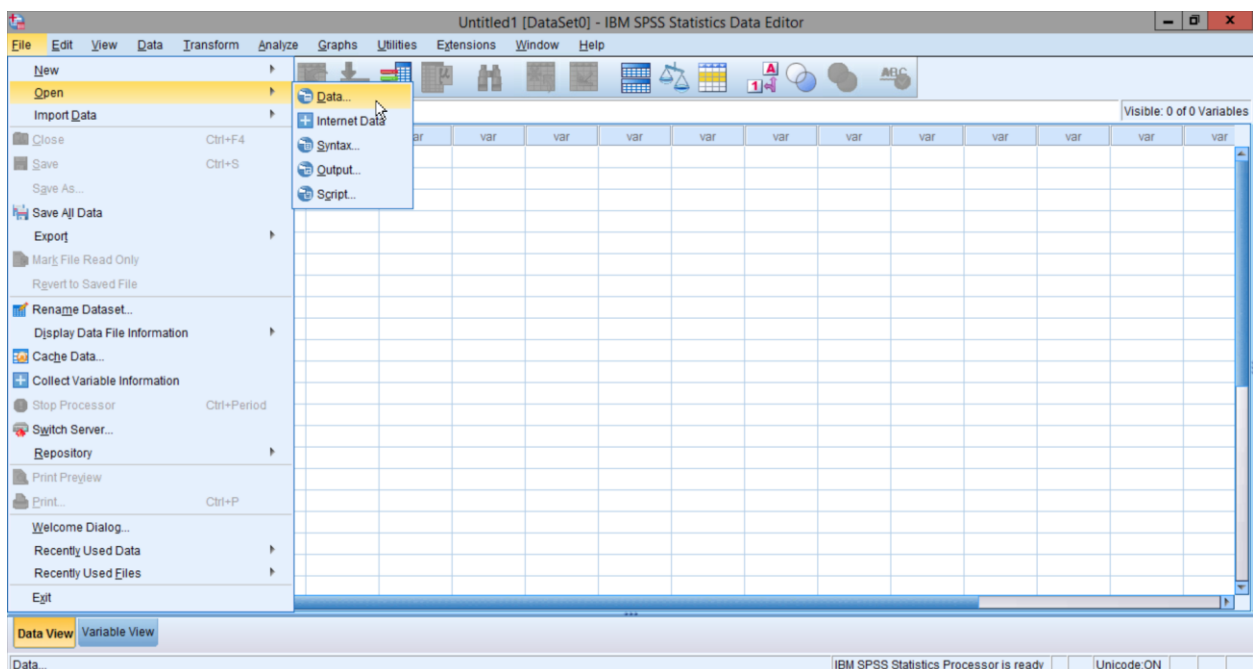 Untitled1 [DataSet0] - IBM SPSS Statistics Data Editor
File Edit View Data Transform Analyze Graphs Utilities Extensions Window Help
New
Open
Import Data
Close Ctrl+F4
Save Ctrl+S
Save As...
Save All Data
Export
Mark File Read Only
Revert to Saved File
Rename Dataset...
Display Data File Information
Cache Data...
Collect Variable Information
Stop Processor Ctrl+Period
Switch Server...
Repository
Print Preview
Print... Ctrl+P
Welcome Dialog...
Recently Used Data
Recently Used Files
Exit
Data...
Internet Data
Syntax...
Output...
Script...
1 A
ABC
Visible: 0 of 0 Variables
var var var var var var var var var var var
Data View Variable View
Data... IBM SPSS Statistics Processor is ready Unicode:ON